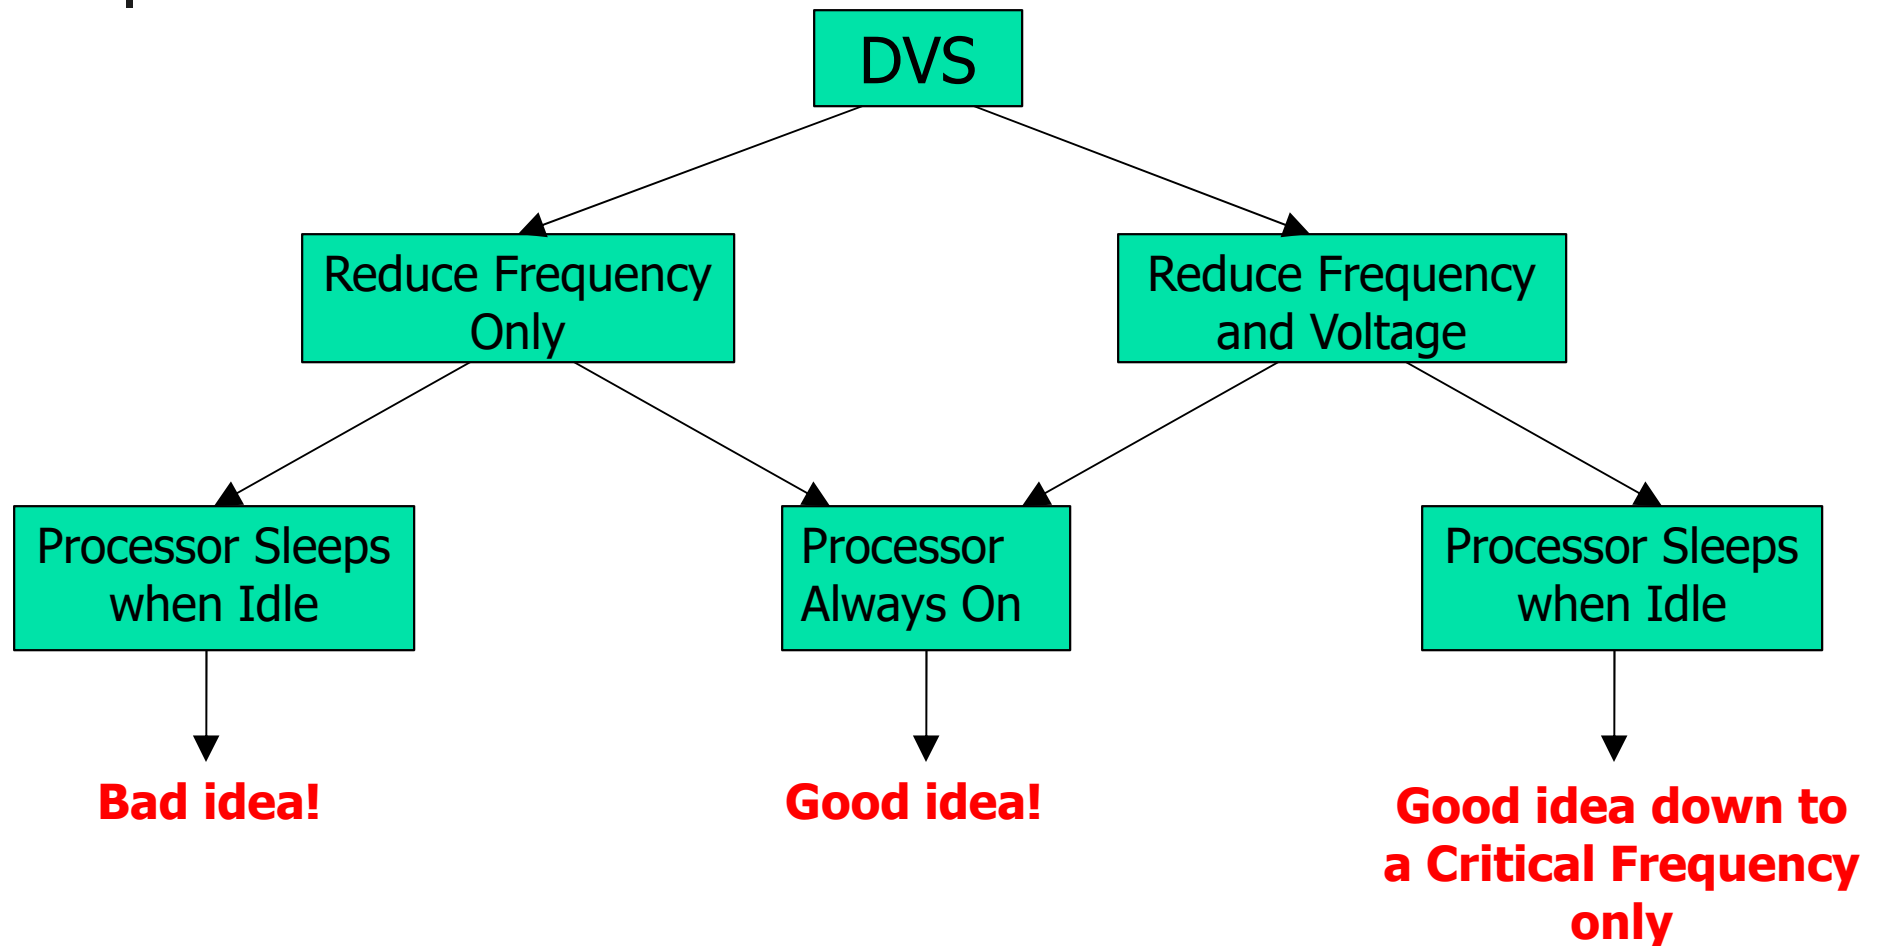 DVS
Reduce Frequency
Only
Reduce Frequency
and Voltage
Processor Sleeps
when Idle
Processor
Always On
Processor Sleeps
when Idle
Bad idea!
Good idea!
Good idea down to
a Critical Frequency
only